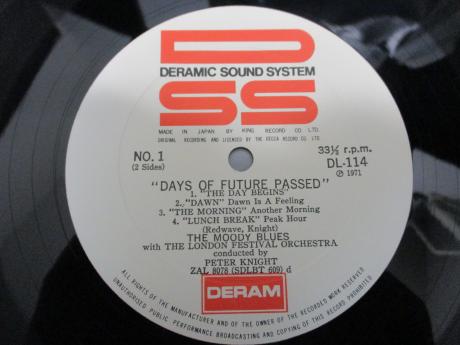 DSS
DERAMIC SOUND SYSTEM
MADE IN JAPAN BY KING RECORD CO. LTD.
ORIGINAL RECORDING AND LICENSED BY THE DECCA RECORD CO. LTD.
NO. 1
(2 Sides)
33⅓ r.p.m.
DL-114
℗ 1971
"DAYS OF FUTURE PASSED"
1. "THE DAY BEGINS"
2. "DAWN" Dawn Is A Feeling
3. "THE MORNING" Another Morning
4. "LUNCH BREAK" Peak Hour
(Redwave, Knight)
THE MOODY BLUES
with THE LONDON FESTIVAL ORCHESTRA
conducted by
PETER KNIGHT
ZAL 8078 (SDLBT 609) d
DERAM
ALL RIGHTS OF THE MANUFACTURER AND OF THE OWNER OF THE RECORDED WORK RESERVED
UNAUTHORISED PUBLIC PERFORMANCE BROADCASTING AND COPYING OF THIS RECORD PROHIBITED